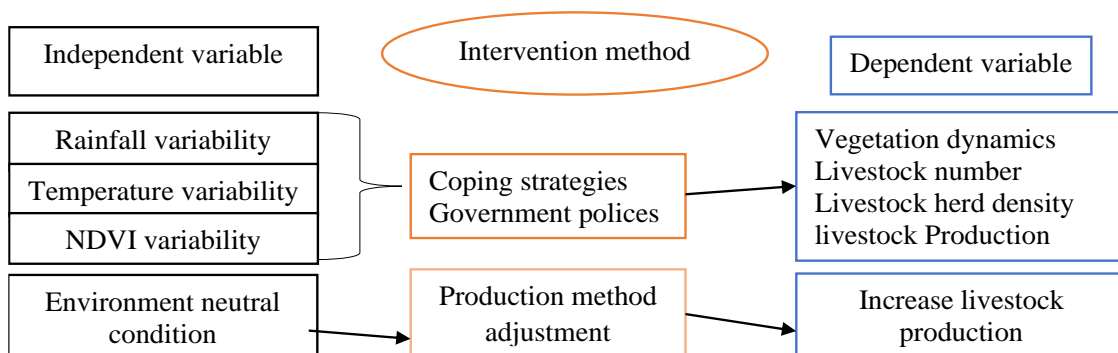 Independent variable
Intervention method
Dependent variable
Rainfall variability
Temperature variability
NDVI variability
Coping strategies
Government polices
Vegetation dynamics
Livestock number
Livestock herd density
livestock Production
Environment neutral
condition
Production method
adjustment
Increase livestock
production